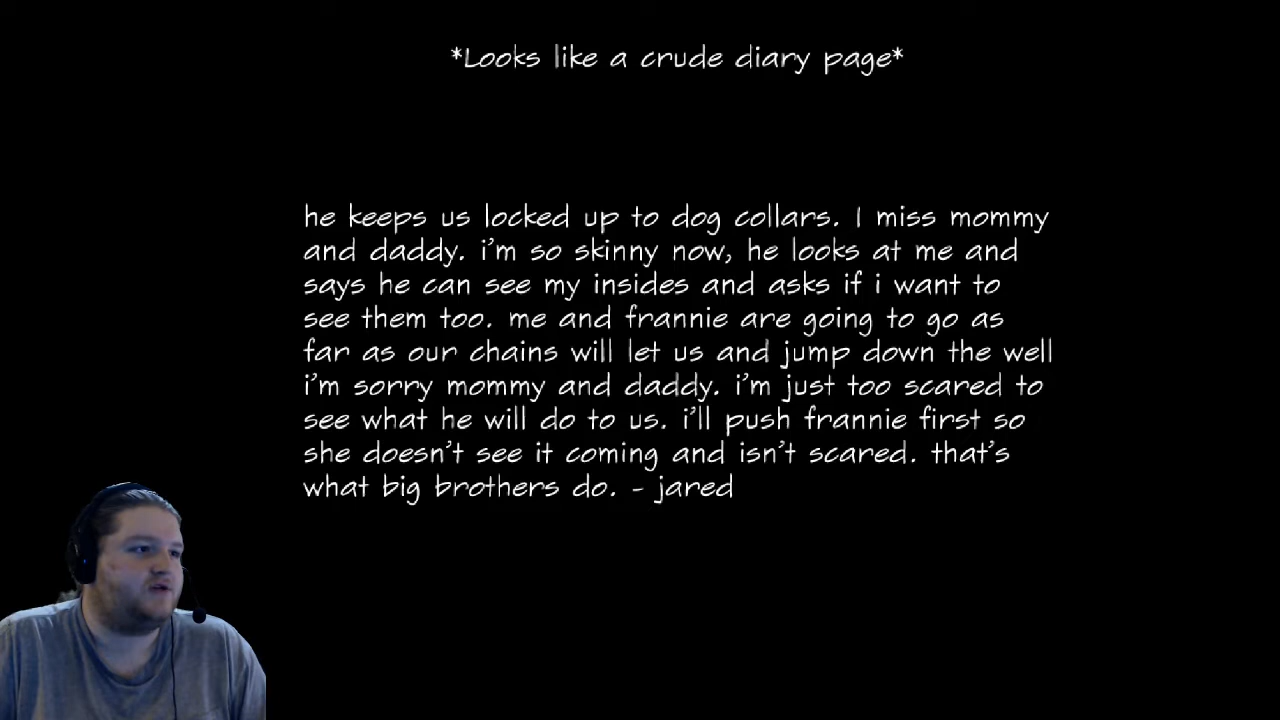 *Looks like a crude diary page*
he keeps us locked up to dog collars. I miss mommy
and daddy. i'm so skinny now, he looks at me and
says he can see my insides and asks if i want to
see them too. me and frannie are going to go as
far as our chains will let us and jump down the well
i'm sorry mommy and daddy. i'm just too scared to
see what he will do to us. i'll push frannie first so
she doesn't see it coming and isn't scared. that's
what big brothers do. - jared